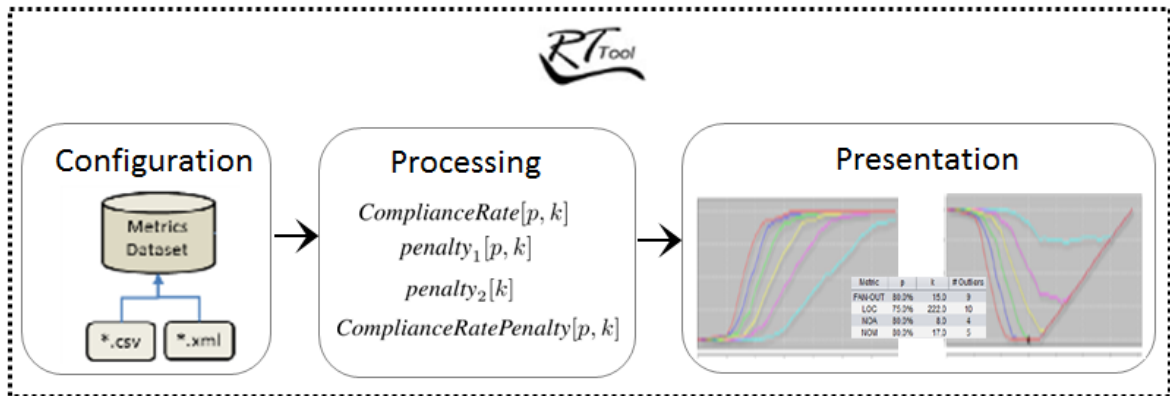 RTTool
Configuration
Metrics
Dataset
*.csv
*.xml
Processing
ComplianceRate[p, k]
penalty₁[p, k]
penalty₂[k]
ComplianceRatePenalty[p, k]
Presentation
Metric p k # Outliers
FAN-OUT 80.0% 15.0 9
LOC 75.0% 222.0 10
NOA 80.0% 8.0 4
NOM 80.0% 17.0 5